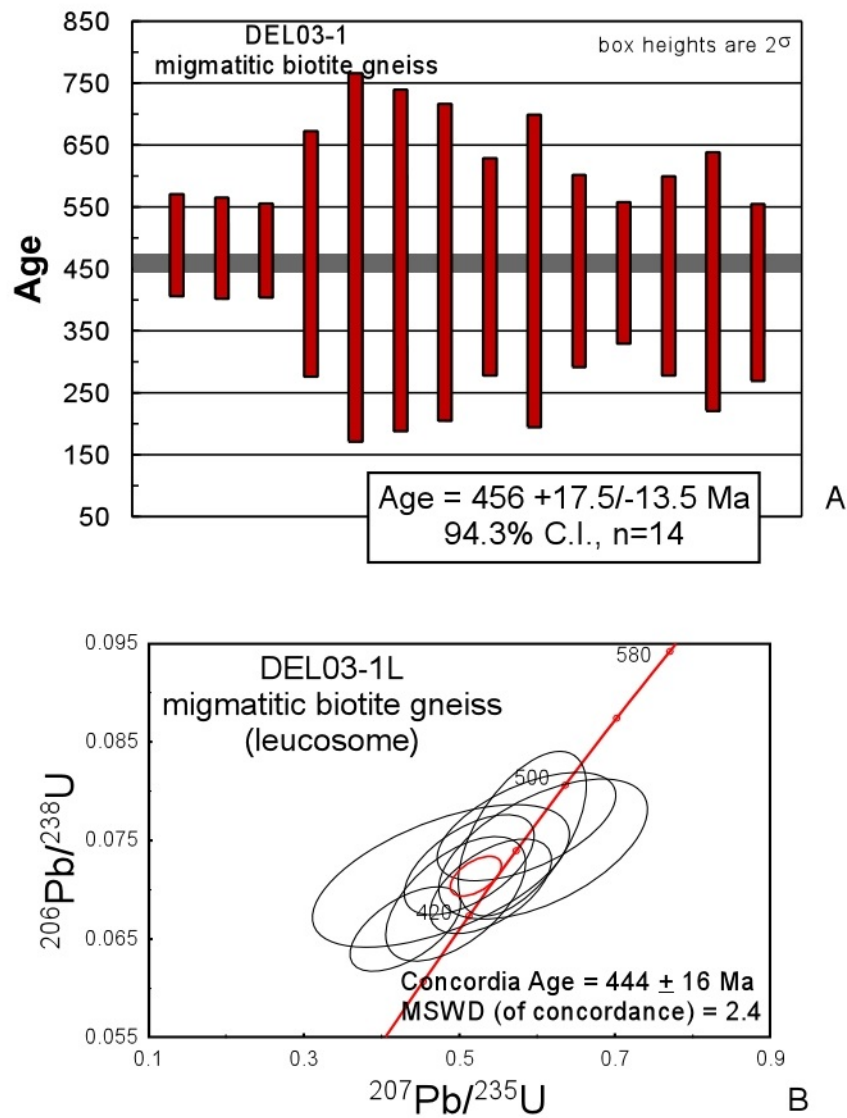 850
DEL03-1
box heights are 2σ
migmatitic biotite gneiss
750
650
550
Age
450
350
250
150
50
Age = 456 +17.5/-13.5 Ma
94.3% C.I., n=14
A
0.095
DEL03-1L
580
migmatitic biotite gneiss
(leucosome)
0.085
500
206Pb/238U
0.075
420
0.065
Concordia Age = 444 ± 16 Ma
MSWD (of concordance) = 2.4
0.055
0.1 0.3 0.5 0.7 0.9
207Pb/235U
B